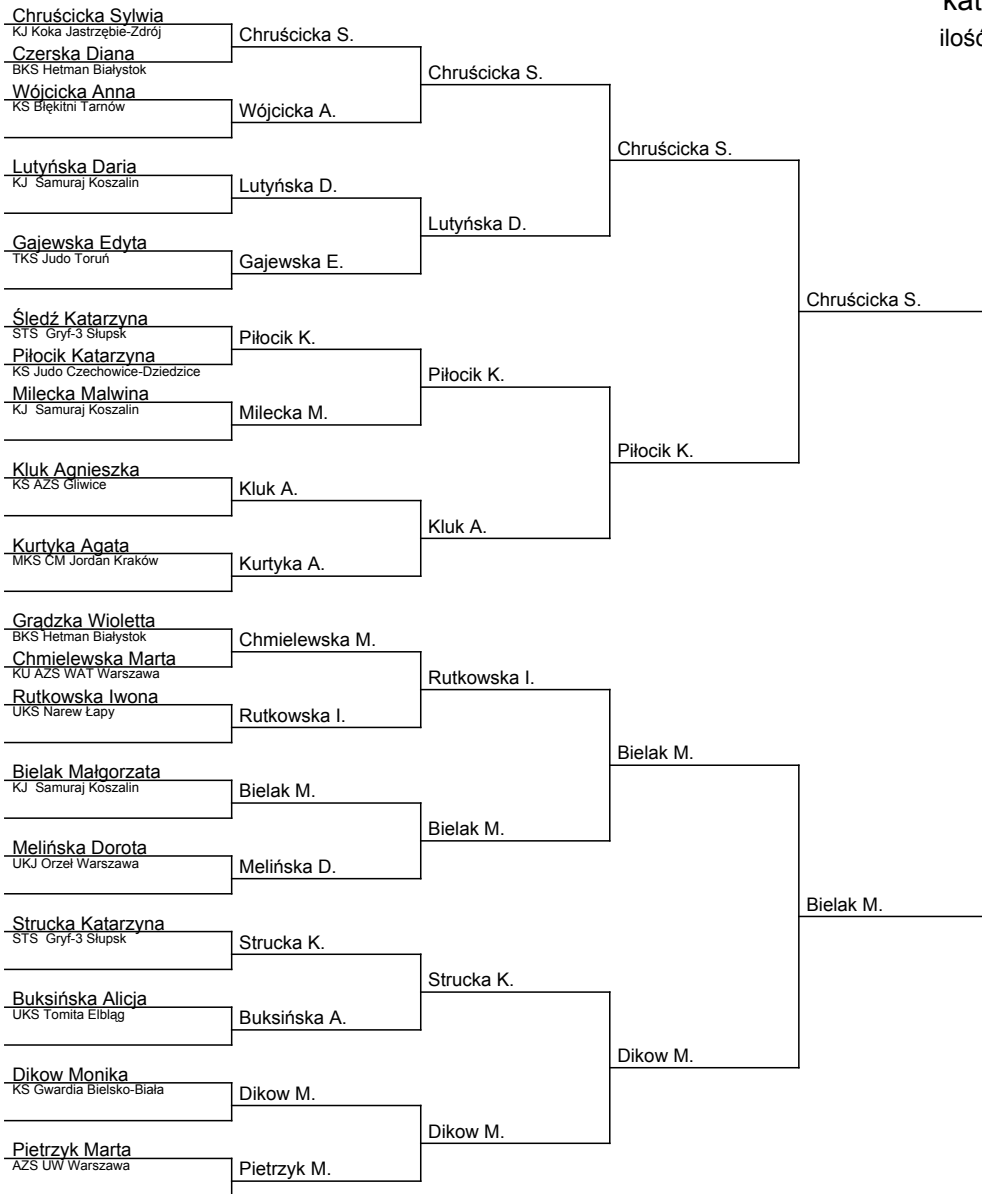 Chruścicka Sylwia
KJ Koka Jastrzębie-Zdrój
Czerska Diana
BKS Hetman Białystok
Wójcicka Anna
KS Błękitni Tarnów
Lutyńska Daria
KJ Samuraj Koszalin
Gajewska Edyta
TKS Judo Toruń
Śledź Katarzyna
STS Gryf-3 Słupsk
Piłocik Katarzyna
KS Judo Czechowice-Dziedzice
Milecka Malwina
KJ Samuraj Koszalin
Kluk Agnieszka
KS AZS Gliwice
Kurtyka Agata
MKS CM Jordan Kraków
Grądzka Wioletta
BKS Hetman Białystok
Chmielewska Marta
KU AZS WAT Warszawa
Rutkowska Iwona
UKS Narew Łapy
Bielak Małgorzata
KJ Samuraj Koszalin
Melińska Dorota
UKJ Orzeł Warszawa
Strucka Katarzyna
STS Gryf-3 Słupsk
Buksińska Alicja
UKS Tomita Elbląg
Dikow Monika
KS Gwardia Bielsko-Biała
Pietrzyk Marta
AZS UW Warszawa
Chruścicka S.
Wójcicka A.
Lutyńska D.
Gajewska E.
Piłocik K.
Milecka M.
Kluk A.
Kurtyka A.
Chmielewska M.
Rutkowska I.
Bielak M.
Melińska D.
Strucka K.
Buksińska A.
Dikow M.
Pietrzyk M.
Chruścicka S.
Lutyńska D.
Piłocik K.
Kluk A.
Rutkowska I.
Bielak M.
Strucka K.
Dikow M.
Chruścicka S.
Piłocik K.
Bielak M.
Dikow M.
Chruścicka S.
Bielak M.
kat
ilość